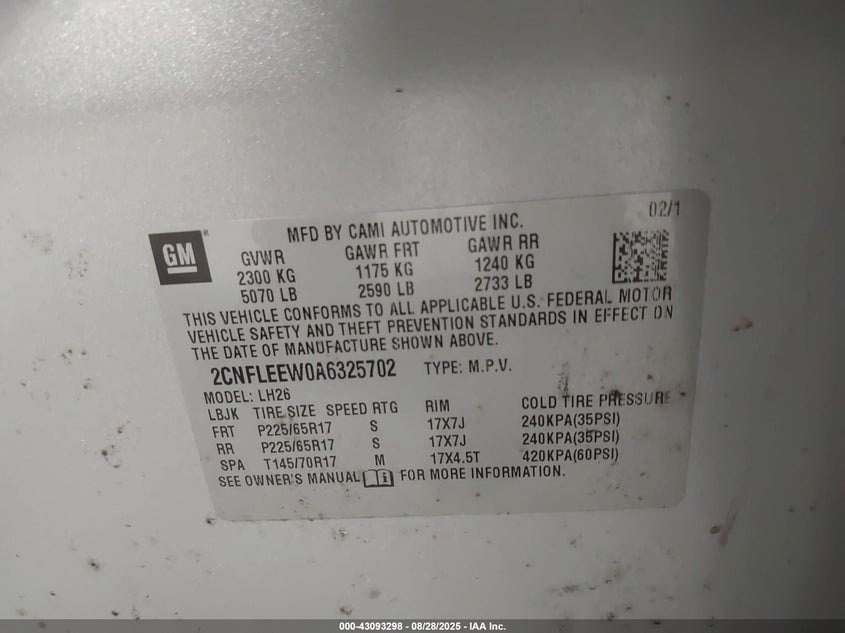 02/1
GM
MFD BY CAMI AUTOMOTIVE INC.
GVWR GAWR FRT GAWR RR
2300 KG 1175 KG 1240 KG
5070 LB 2590 LB 2733 LB
THIS VEHICLE CONFORMS TO ALL APPLICABLE U.S. FEDERAL MOTOR
VEHICLE SAFETY AND THEFT PREVENTION STANDARDS IN EFFECT ON
THE DATE OF MANUFACTURE SHOWN ABOVE.
2CNFLEEW0A6325702 TYPE: M.P.V.
MODEL: LH26
LBJK TIRE SIZE SPEED RTG RIM COLD TIRE PRESSURE
FRT P225/65R17 S 17X7J 240KPA(35PSI)
RR P225/65R17 S 17X7J 240KPA(35PSI)
SPA T145/70R17 M 17X4.5T 420KPA(60PSI)
SEE OWNER'S MANUAL FOR MORE INFORMATION.
000-43093298 - 08/28/2025 - IAA Inc.